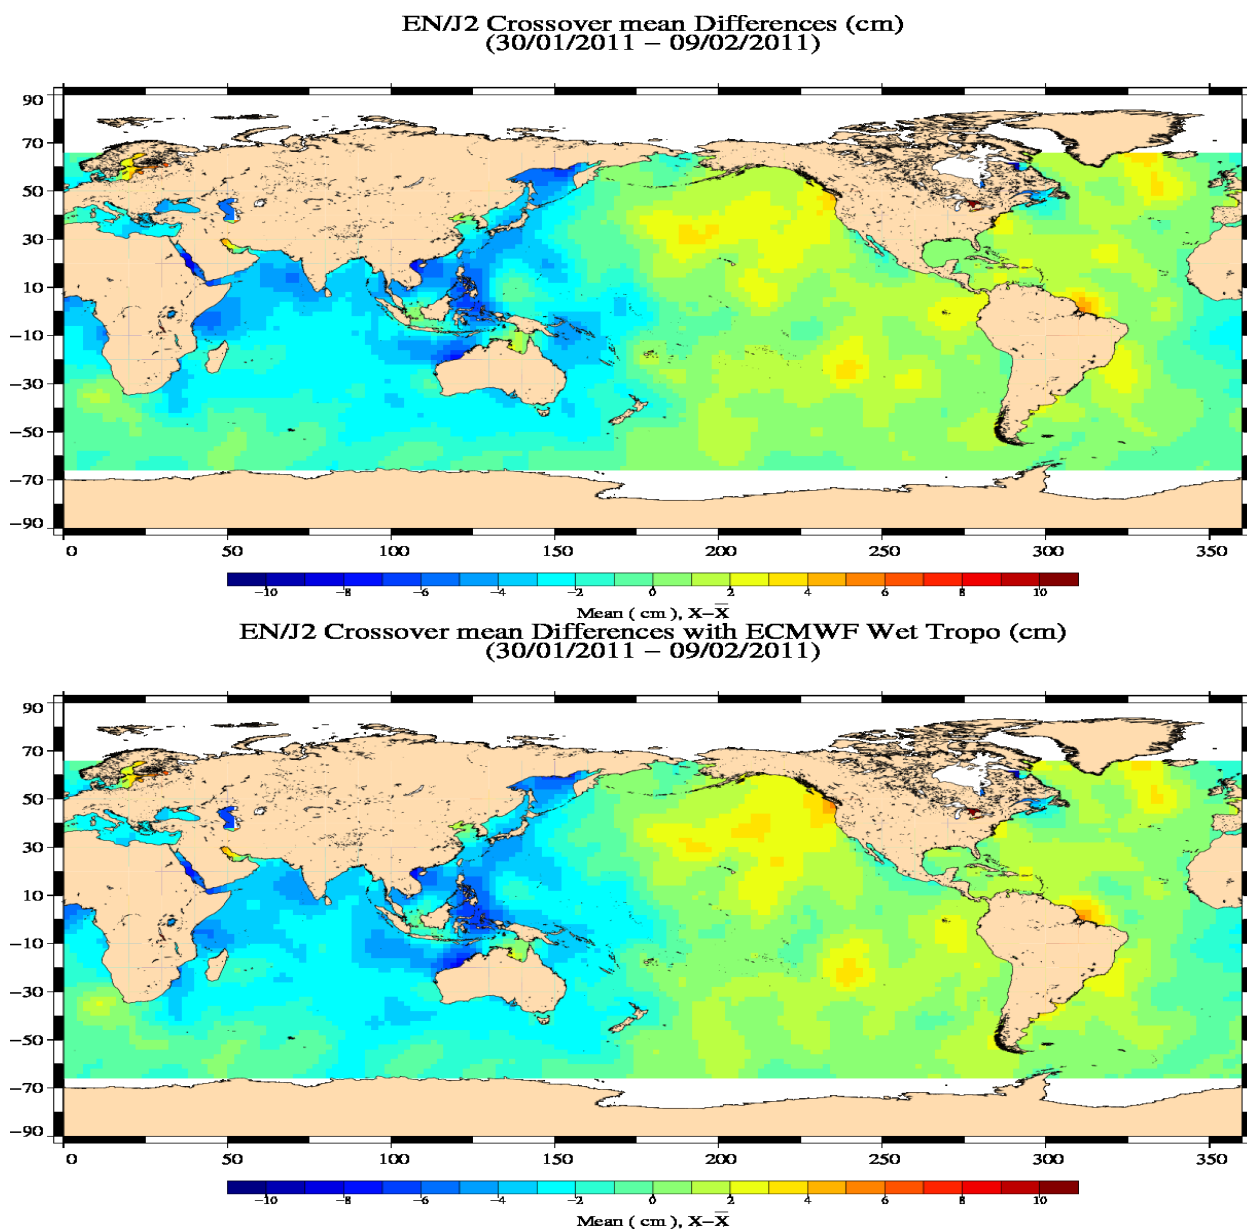 EN/J2 Crossover mean Differences (cm)
(30/01/2011 – 09/02/2011)
90
70
50
30
10
−10
−30
−50
−70
−90
0 50 100 150 200 250 300 350
−10 −8 −6 −4 −2 0 2 4 6 8 10
Mean ( cm ), X−X̅
EN/J2 Crossover mean Differences with ECMWF Wet Tropo (cm)
(30/01/2011 – 09/02/2011)
90
70
50
30
10
−10
−30
−50
−70
−90
0 50 100 150 200 250 300 350
−10 −8 −6 −4 −2 0 2 4 6 8 10
Mean ( cm ), X−X̅